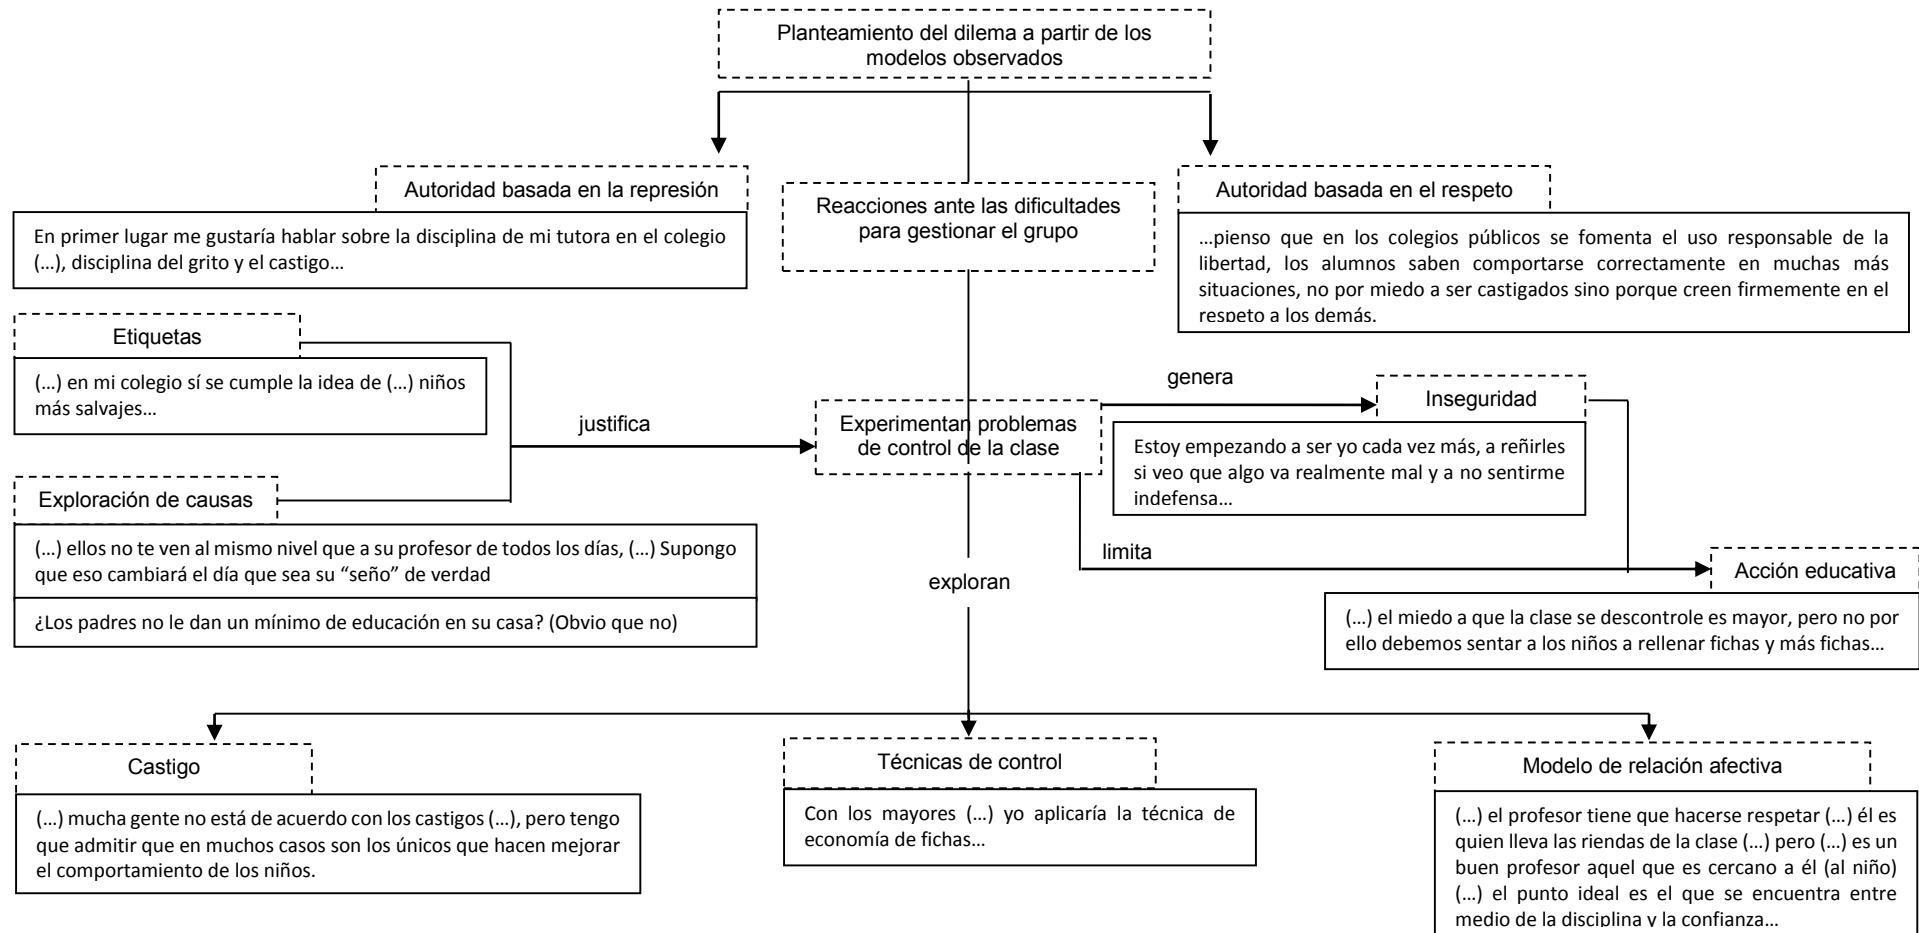 Planteamiento del dilema a partir de los
modelos observados
Autoridad basada en la represión
En primer lugar me gustaría hablar sobre la disciplina de mi tutora en el colegio
(...), disciplina del grito y el castigo...
Reacciones ante las dificultades
para gestionar el grupo
Autoridad basada en el respeto
...pienso que en los colegios públicos se fomenta el uso responsable de la
libertad, los alumnos saben comportarse correctamente en muchas más
situaciones, no por miedo a ser castigados sino porque creen firmemente en el
respeto a los demás.
Etiquetas
(...) en mi colegio sí se cumple la idea de (...) niños
más salvajes...
justifica
Exploración de causas
(...) ellos no te ven al mismo nivel que a su profesor de todos los días, (...) Supongo
que eso cambiará el día que sea su “seño” de verdad
¿Los padres no le dan un mínimo de educación en su casa? (Obvio que no)
Experimentan problemas
de control de la clase
genera
Inseguridad
Estoy empezando a ser yo cada vez más, a reñirles
si veo que algo va realmente mal y a no sentirme
indefensa...
limita
Acción educativa
(...) el miedo a que la clase se descontrole es mayor, pero no por
ello debemos sentar a los niños a rellenar fichas y más fichas...
exploran
Castigo
(...) mucha gente no está de acuerdo con los castigos (...), pero tengo
que admitir que en muchos casos son los únicos que hacen mejorar
el comportamiento de los niños.
Técnicas de control
Con los mayores (...) yo aplicaría la técnica de
economía de fichas...
Modelo de relación afectiva
(...) el profesor tiene que hacerse respetar (...) él es
quien lleva las riendas de la clase (...) pero (...) es un
buen profesor aquel que es cercano a él (al niño)
(...) el punto ideal es el que se encuentra entre
medio de la disciplina y la confianza...